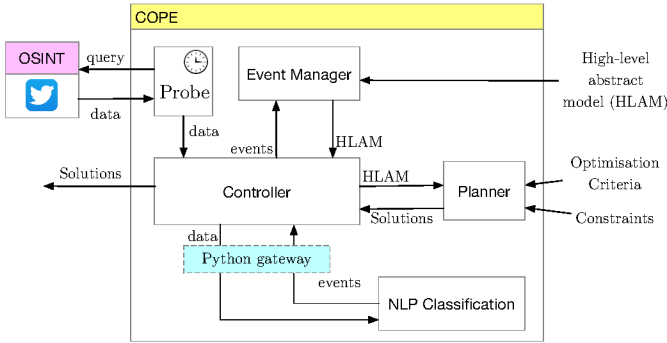 COPE
OSINT
query
data
Probe
Event Manager
High-level
abstract
model (HLAM)
data
events
HLAM
Solutions
Controller
HLAM
Solutions
Planner
Optimisation
Criteria
Constraints
data
Python gateway
events
NLP Classification